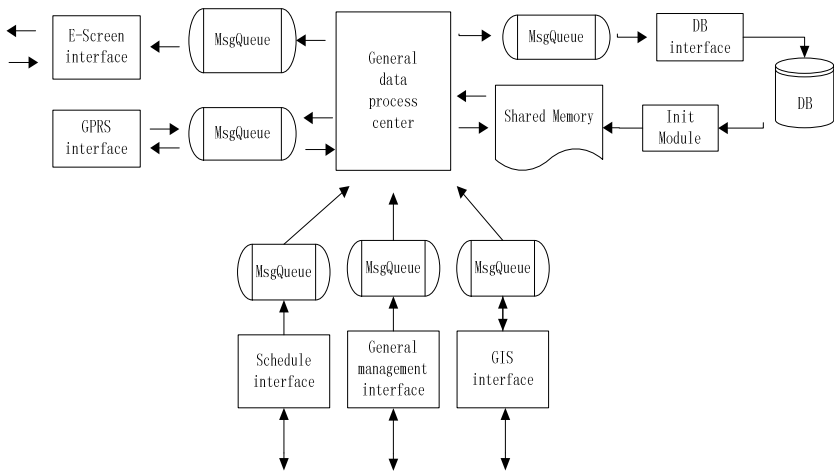 E-Screen
interface
MsgQueue
General
data
process
center
MsgQueue
DB
interface
DB
GPRS
interface
MsgQueue
Shared Memory
Init
Module
MsgQueue
MsgQueue
MsgQueue
Schedule
interface
General
management
interface
GIS
interface